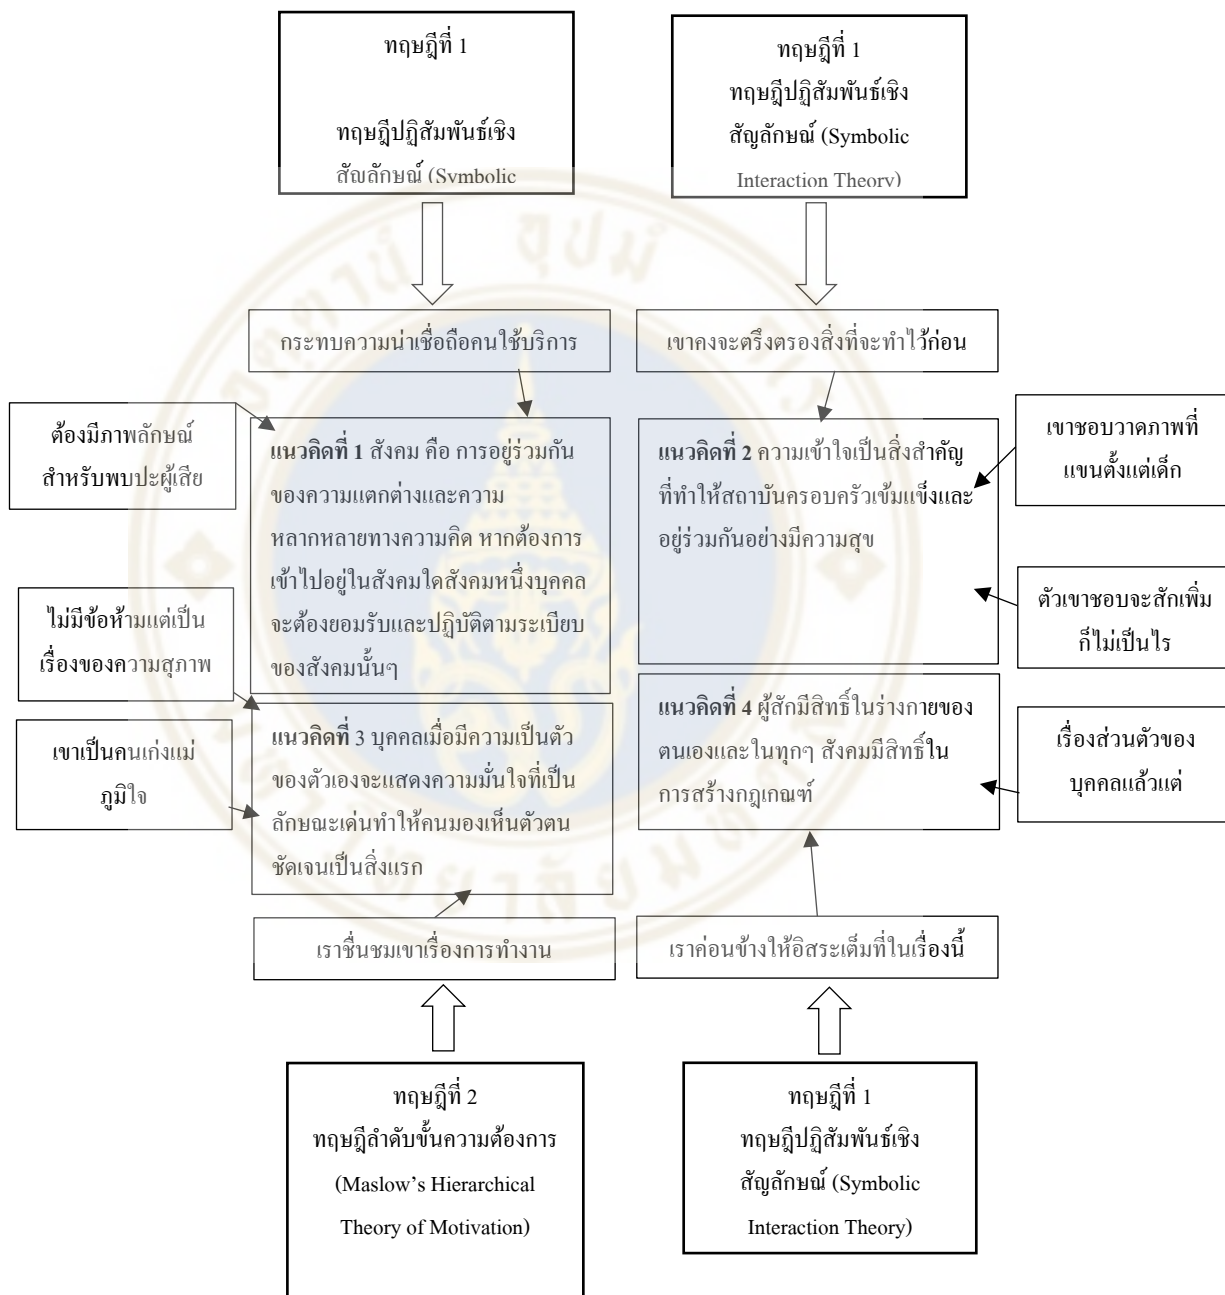 ทฤษฎีที่ 1
ทฤษฎีปฏิสัมพันธ์เชิง
สัญลักษณ์ (Symbolic
ทฤษฎีที่ 1
ทฤษฎีปฏิสัมพันธ์เชิง
สัญลักษณ์ (Symbolic
Interaction Theory)
กระทบความน่าเชื่อถือคนใช้บริการ
เขาคงจะตรึงตรองสิ่งที่จะทำไว้ก่อน
ต้องมีภาพลักษณ์
สำหรับพบปะผู้เสีย
แนวคิดที่ 1 สังคม คือ การอยู่ร่วมกัน
ของความแตกต่างและความ
หลากหลายทางความคิด หากต้องการ
เข้าไปอยู่ในสังคมใดสังคมหนึ่งบุคคล
จะต้องยอมรับและปฏิบัติตามระเบียบ
ของสังคมนั้นๆ
แนวคิดที่ 2 ความเข้าใจเป็นสิ่งสำคัญ
ที่ทำให้สถาบันครอบครัวเข้มแข็งและ
อยู่ร่วมกันอย่างมีความสุข
เขาชอบวาดภาพที่
แขนตั้งแต่เด็ก
ตัวเขาชอบจะสักเพิ่ม
ก็ไม่เป็นไร
ไม่มีข้อห้ามแต่เป็น
เรื่องของความสุภาพ
เขาเป็นคนเก่งแม่
ภูมิใจ
แนวคิดที่ 3 บุคคลเมื่อมีความเป็นตัว
ของตัวเองจะแสดงความมั่นใจที่เป็น
ลักษณะเด่นทำให้คนมองเห็นตัวตน
ชัดเจนเป็นสิ่งแรก
แนวคิดที่ 4 ผู้สักมีสิทธิ์ในร่างกายของ
ตนเองและในทุกๆ สังคมมีสิทธิ์ใน
การสร้างกฎเกณฑ์
เรื่องส่วนตัวของ
บุคคลแล้วแต่
เราชื่นชมเขาเรื่องการทำงาน
เราค่อนข้างให้อิสระเต็มที่ในเรื่องนี้
ทฤษฎีที่ 2
ทฤษฎีลำดับขั้นความต้องการ
(Maslow’s Hierarchical
Theory of Motivation)
ทฤษฎีที่ 1
ทฤษฎีปฏิสัมพันธ์เชิง
สัญลักษณ์ (Symbolic
Interaction Theory)